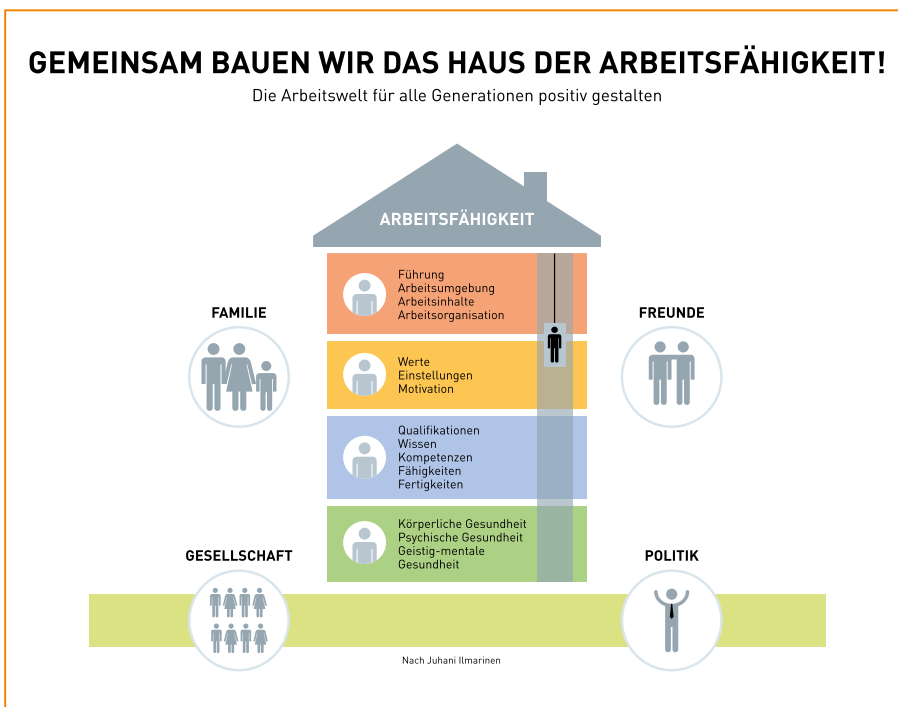 GEMEINSAM BAUEN WIR DAS HAUS DER ARBEITSFÄHIGKEIT!
Die Arbeitswelt für alle Generationen positiv gestalten
ARBEITSFÄHIGKEIT
Führung
Arbeitsumgebung
Arbeitsinhalte
Arbeitsorganisation
FAMILIE
FREUNDE
Werte
Einstellungen
Motivation
Qualifikationen
Wissen
Kompetenzen
Fähigkeiten
Fertigkeiten
Körperliche Gesundheit
Psychische Gesundheit
Geistig-mentale
Gesundheit
GESELLSCHAFT
POLITIK
Nach Juhani Ilmarinen